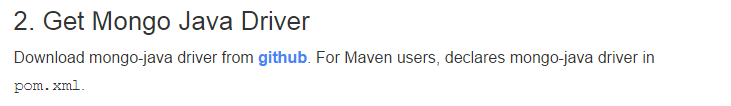 2. Get Mongo Java Driver
Download mongo-java driver from github. For Maven users, declares mongo-java driver in
pom.xml.